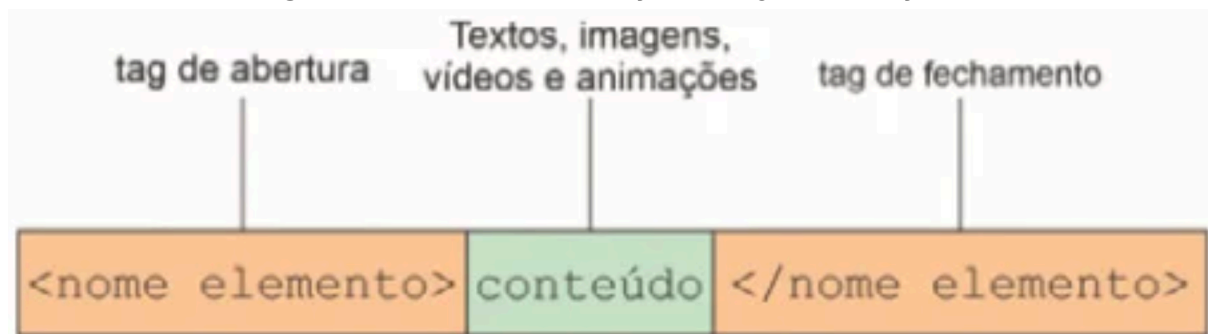 tag de abertura
Textos, imagens,
vídeos e animações
tag de fechamento
<nome elemento> conteúdo </nome elemento>